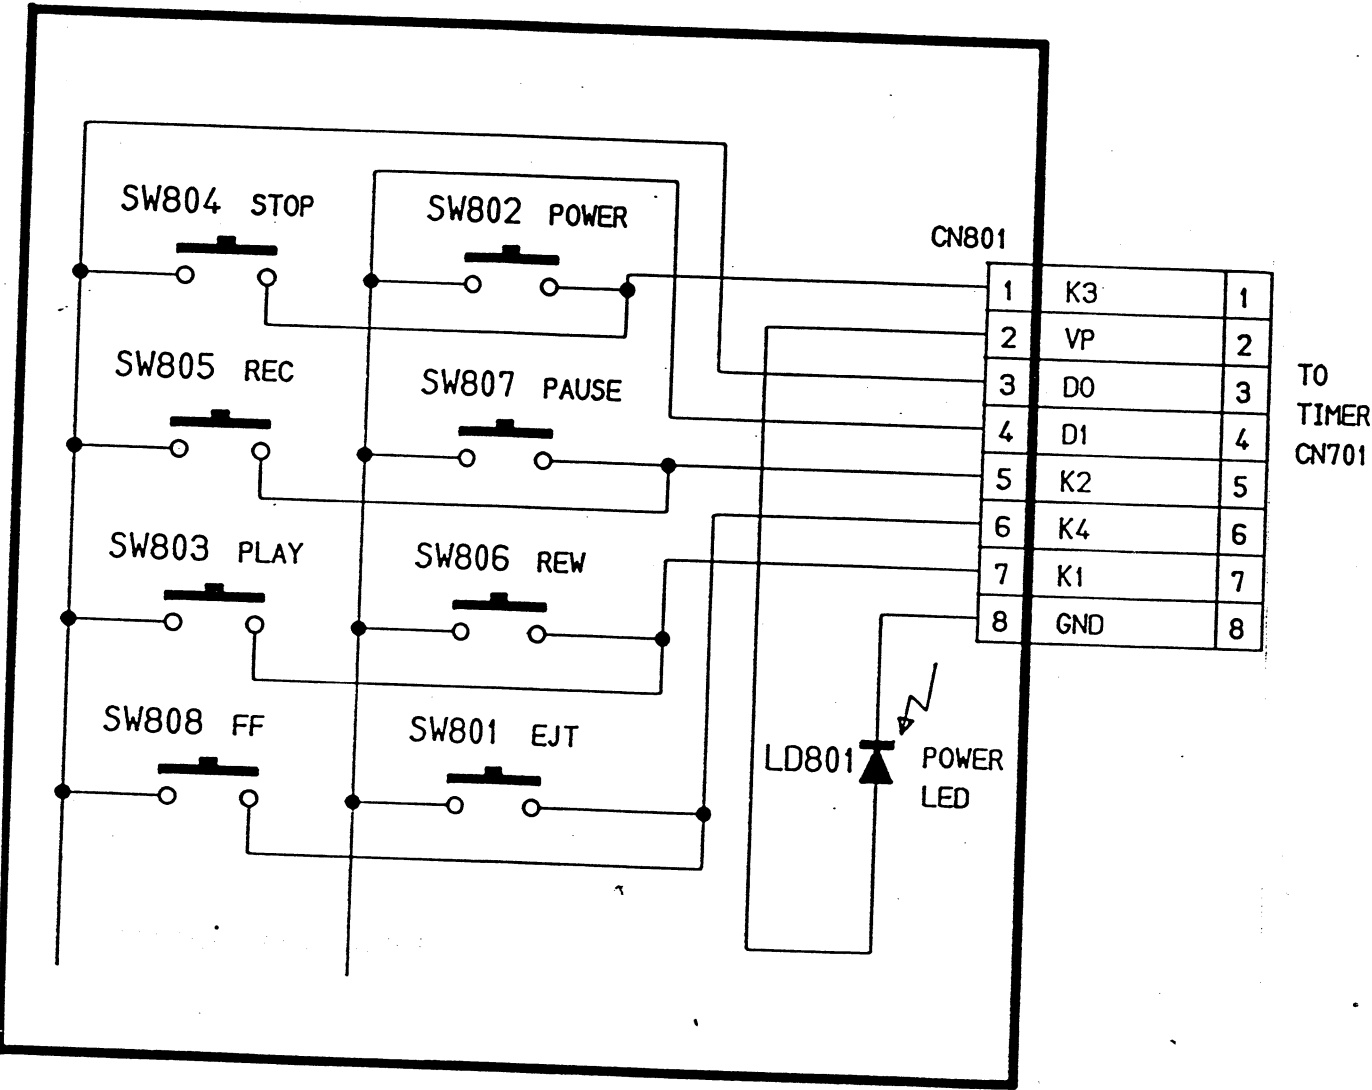 SW804 STOP
SW802 POWER
CN801
1 K3 1
2 VP 2
3 D0 3
4 D1 4
5 K2 5
6 K4 6
7 K1 7
8 GND 8
TO
TIMER
CN701
SW805 REC
SW807 PAUSE
SW803 PLAY
SW806 REW
SW808 FF
SW801 EJT
LD801
POWER
LED